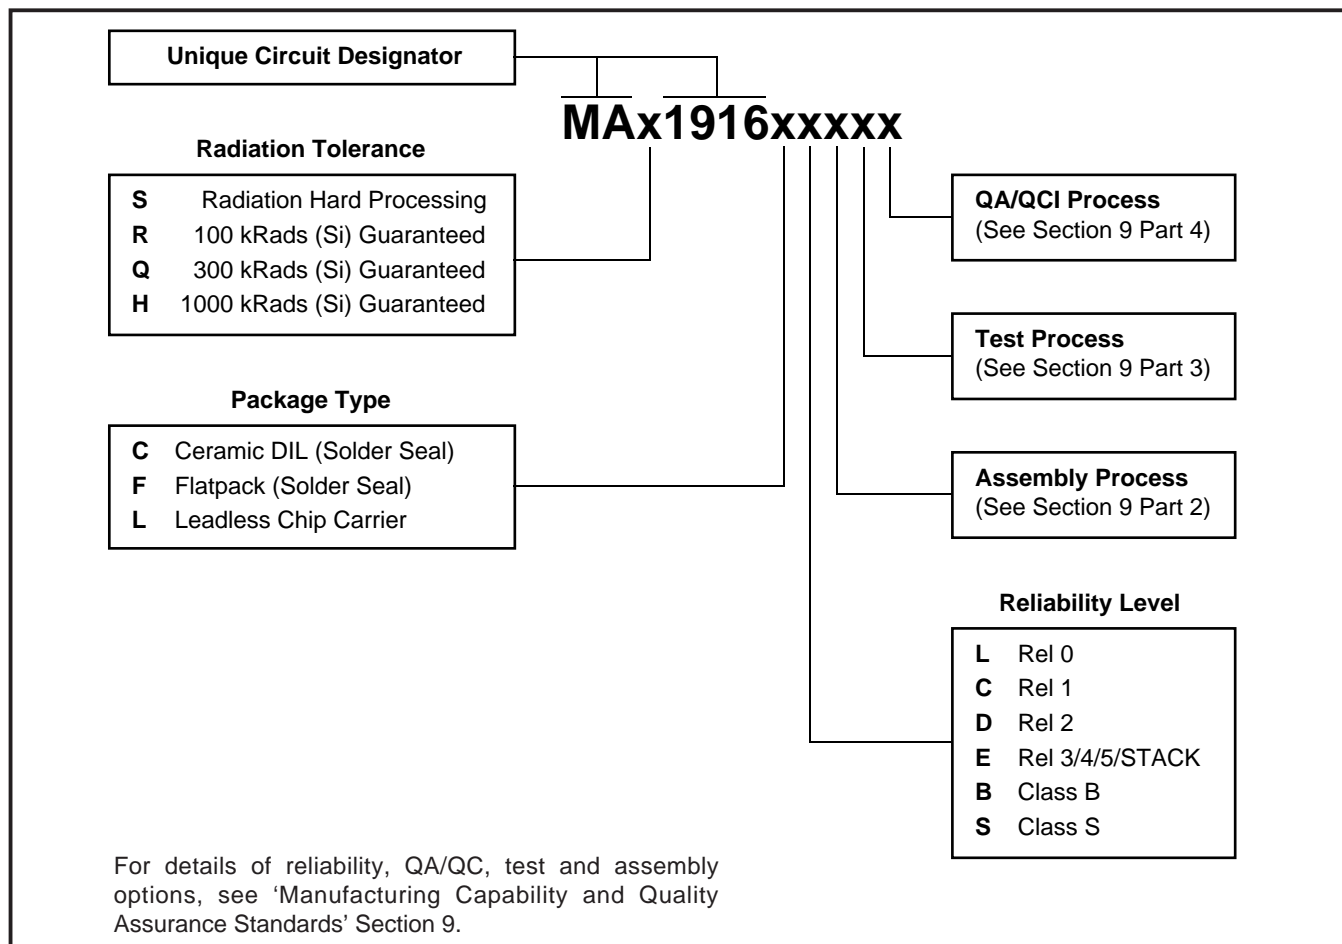 Unique Circuit Designator
MAx1916xxxxx
Radiation Tolerance
S Radiation Hard Processing
R 100 kRads (Si) Guaranteed
Q 300 kRads (Si) Guaranteed
H 1000 kRads (Si) Guaranteed
Package Type
C Ceramic DIL (Solder Seal)
F Flatpack (Solder Seal)
L Leadless Chip Carrier
QA/QCI Process
(See Section 9 Part 4)
Test Process
(See Section 9 Part 3)
Assembly Process
(See Section 9 Part 2)
Reliability Level
L Rel 0
C Rel 1
D Rel 2
E Rel 3/4/5/STACK
B Class B
S Class S
For details of reliability, QA/QC, test and assembly
options, see ‘Manufacturing Capability and Quality
Assurance Standards’ Section 9.